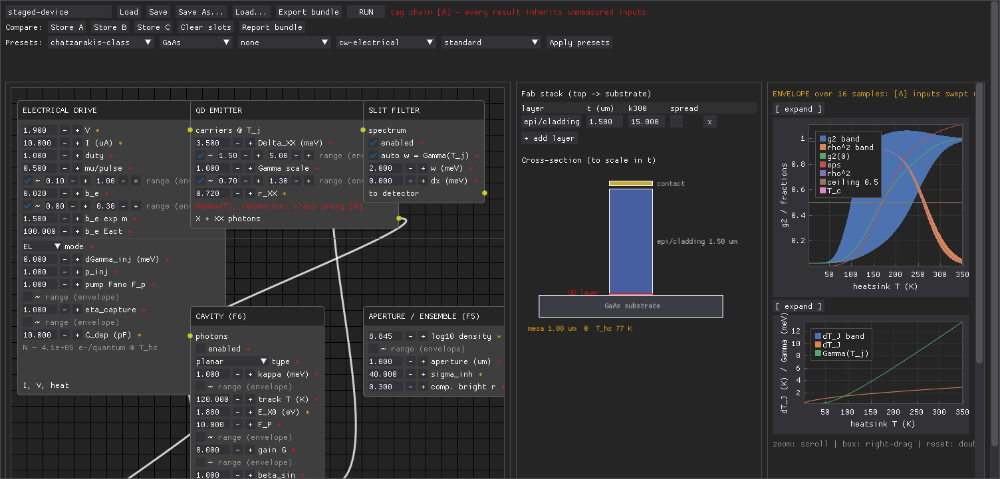 staged-device Load Save Save As... Load... Export bundle RUN tag chain [A] - every result inherits unmeasured inputs
Compare: Store A Store B Store C Clear slots Report bundle
Presets: chatzarakis-class GaAs none cw-electrical standard Apply presets
ELECTRICAL DRIVE
1.900 - + V *
10.000 - + I (uA) *
1.000 - + duty *
0.500 - + mu/pulse *
~ 0.10 - + 1.00 - + range (en
0.020 - + b_e *
~ 0.00 - + 0.30 - + range (en
1.500 - + b_e exp m *
100.000 - + b_e Eact *
EL mode *
0.000 - + dGamma_inj (meV) *
1.000 - + p_inj *
1.000 - + pump Fano F_p *
~ range (envelope)
1.000 - + eta_capture *
~ range (envelope)
10.000 - + C_dep (pF) *
N ~ 4.1e+05 e-/quantum @ T_hs
I, V, heat
QD EMITTER
carriers @ T_j
3.500 - + Delta_XX (meV) *
~ 1.50 - + 5.00 - + range (en
1.000 - + Gamma scale *
~ 0.70 - + 1.30 - + range (en
0.720 - + r_XX *
Gamma(T), retention: class proxy [A]
X + XX photons
SLIT FILTER
spectrum
enabled *
auto w = Gamma(T_j) *
2.000 - + w (meV) *
0.000 - + dx (meV) *
to detector
CAVITY (F6)
photons
enabled *
planar type *
1.000 - + kappa (meV) *
~ range (envelope)
120.000 - + track T (K) *
1.880 - + E_X0 (eV) *
10.000 - + F_P *
~ range (envelope)
8.000 - + gain G *
~ range (envelope)
1.000 - + beta_sin *
APERTURE / ENSEMBLE (F5)
8.845 - + log10 density *
~ range (envelope)
1.000 - + aperture (um) *
40.000 - + sigma_inh *
0.300 - + comp. bright r *
Fab stack (top -> substrate)
layer t (um) k300 spread
epi/cladding 1.500 15.000 x
+ add layer
Cross-section (to scale in t)
contact
epi/cladding 1.50 um
QD layer
GaAs substrate
mesa 1.00 um @ T_hs 77 K
ENVELOPE over 16 samples: [A] inputs swept
[ expand ]
g2 band
rho^2 band
g2(0)
eps
rho^2
ceiling 0.5
T_c
g2 / fractions
1
0.8
0.6
0.4
0.2
50 100 150 200 250 300 350
heatsink T (K)
[ expand ]
dT_J band
dT_J
Gamma(T_j)
dT_J (K) / Gamma (meV)
12
10
8
6
4
2
50 100 150 200 250 300 350
heatsink T (K)
zoom: scroll | box: right-drag | reset: doub